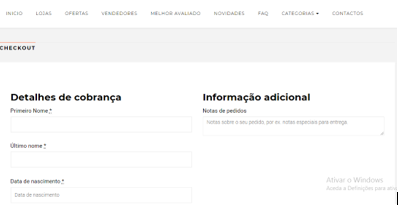 INICIO LOJAS OFERTAS VENDEDORES MELHOR AVALIADO NOVIDADES FAQ CATEGORIAS CONTACTOS
CHECKOUT
Detalhes de cobrança
Primeiro Nome *
Último nome *
Data de nascimento *
Data de nascimento
Informação adicional
Notas de pedidos
Notas sobre o seu pedido, por ex. notas especiais para entrega.
Ativar o Windows
Aceda a Definições para